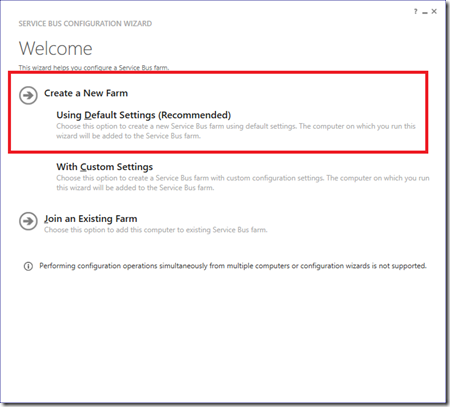 SERVICE BUS CONFIGURATION WIZARD
Welcome
This wizard helps you configure a Service Bus farm.
Create a New Farm
Using Default Settings (Recommended)
Choose this option to create a new Service Bus farm using default settings. The computer on which you run this
wizard will be added to the Service Bus farm.
With Custom Settings
Choose this option to create a Service Bus farm with custom configuration settings. The computer on which you run
this wizard will be added to the Service Bus farm.
Join an Existing Farm
Choose this option to add this computer to existing Service Bus farm.
Performing configuration operations simultaneously from multiple computers or configuration wizards is not supported.